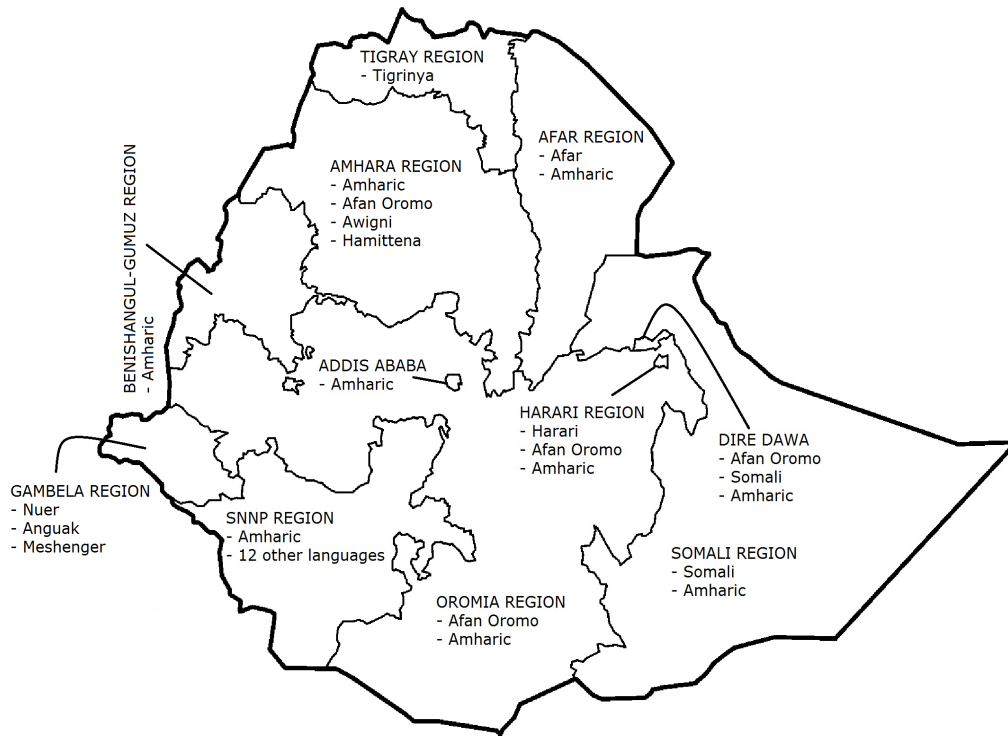 TIGRAY REGION
- Tigrinya
AFAR REGION
- Afar
- Amharic
AMHARA REGION
- Amharic
- Afan Oromo
- Awigni
- Hamittena
BENISHANGUL-GUMUZ REGION
- Amharic
ADDIS ABABA
- Amharic
HARARI REGION
- Harari
- Afan Oromo
- Amharic
DIRE DAWA
- Afan Oromo
- Somali
- Amharic
GAMBELA REGION
- Nuer
- Anguak
- Meshenger
SNNP REGION
- Amharic
- 12 other languages
SOMALI REGION
- Somali
- Amharic
OROMIA REGION
- Afan Oromo
- Amharic